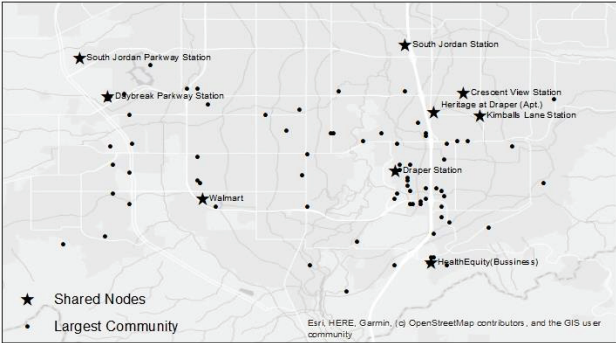 South Jordan Station
South Jordan Parkway Station
Crescent View Station
Daybreak Parkway Station
Heritage at Draper (Apt.)
Kimballs Lane Station
Draper Station
Walmart
HealthEquity(Bussiness)
Shared Nodes
Largest Community
Esri, HERE, Garmin, (c) OpenStreetMap contributors, and the GIS user
community